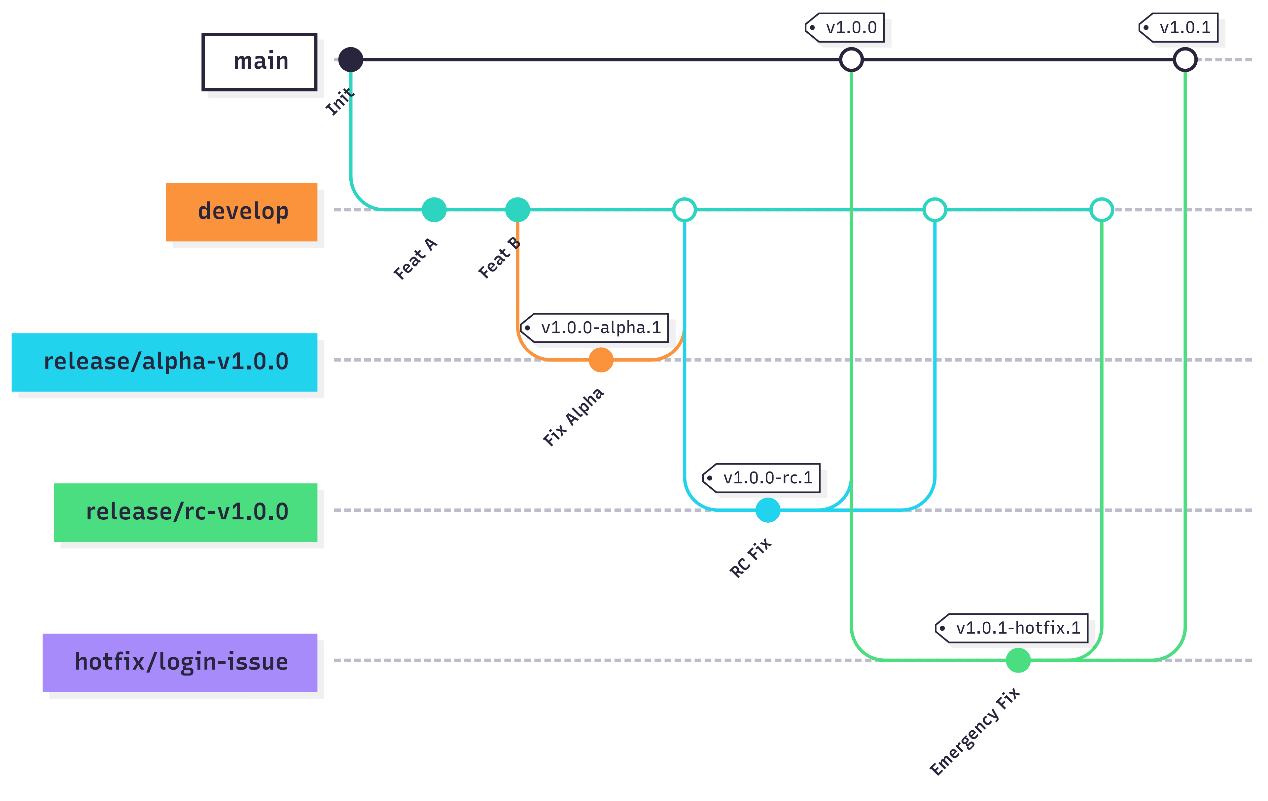 v1.0.0
v1.0.1
main
Init
develop
Feat A
Feat B
v1.0.0-alpha.1
release/alpha-v1.0.0
Fix Alpha
v1.0.0-rc.1
release/rc-v1.0.0
RC Fix
v1.0.1-hotfix.1
hotfix/login-issue
Emergency Fix